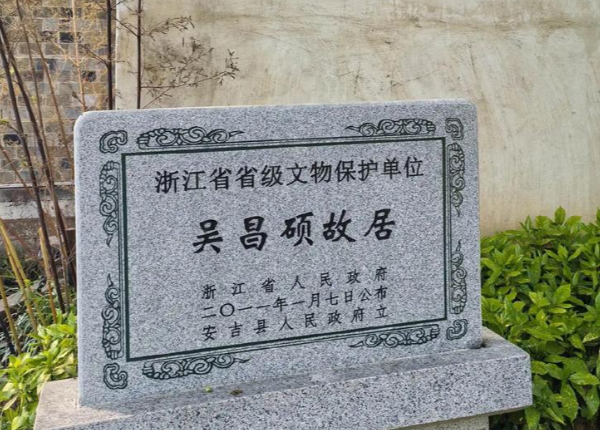 浙江省省级文物保护单位
吴昌硕故居
浙江省人民政府
二〇一一年一月七日公布
安吉县人民政府立